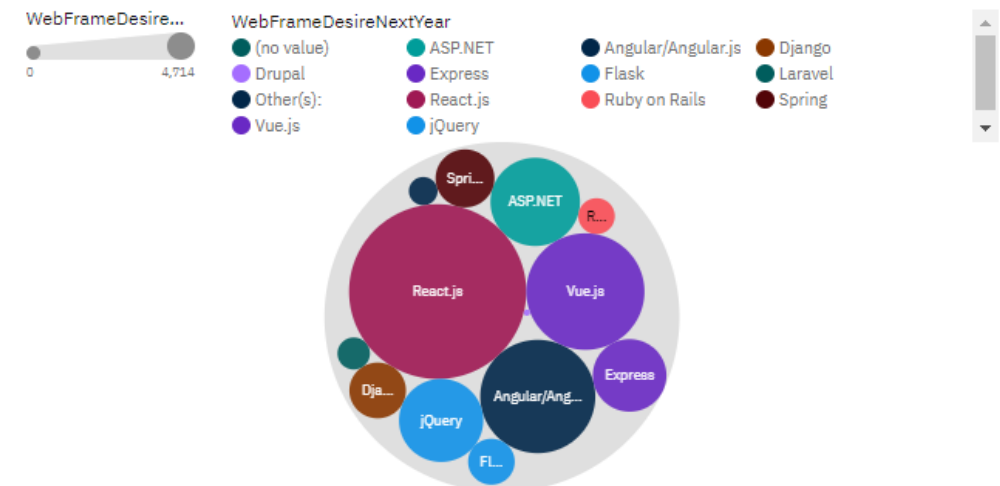 WebFrameDesire...
0 4,714
WebFrameDesireNextYear
(no value) ASP.NET Angular/Angular.js Django
Drupal Express Flask Laravel
Other(s): React.js Ruby on Rails Spring
Vue.js jQuery
Spri...
ASP.NET
R...
React.js
Vue.js
Express
Dja...
Angular/Ang...
jQuery
Fl...